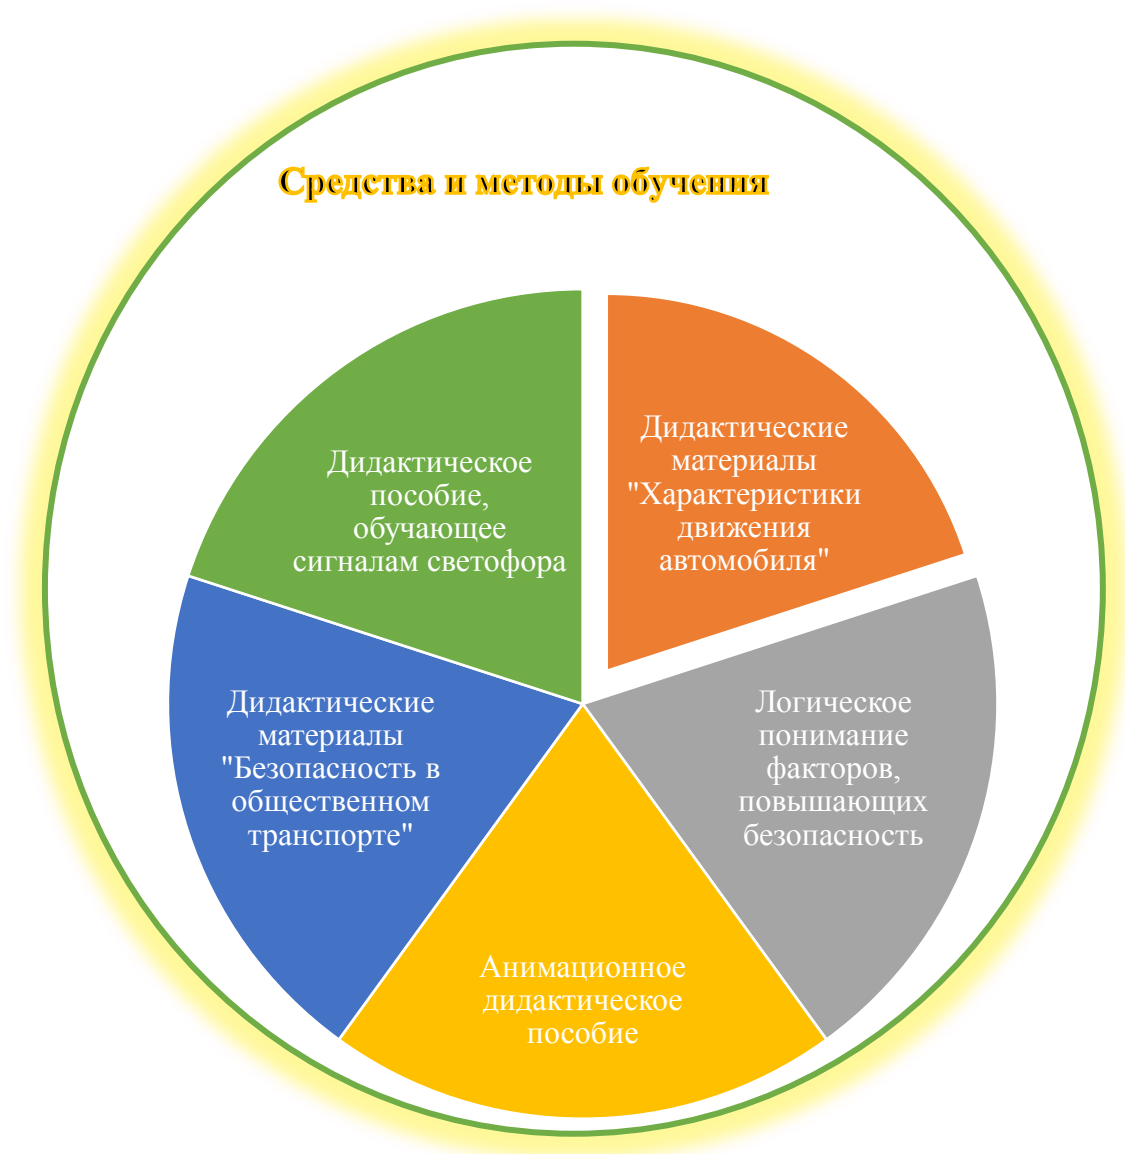 Средства и методы обучения
Дидактические
материалы
"Характеристики
движения
автомобиля"
Логическое
понимание
факторов,
повышающих
безопасность
Анимационное
дидактическое
пособие
Дидактические
материалы
"Безопасность в
общественном
транспорте"
Дидактическое
пособие,
обучающее
сигналам светофора